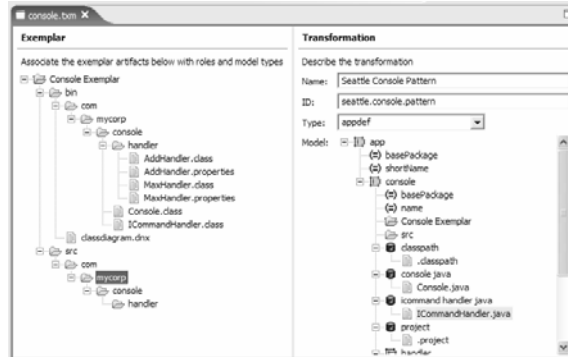 console.txm
Exemplar
Associate the exemplar artifacts below with roles and model types
Console Exemplar
bin
com
mycorp
console
handler
AddHandler.class
AddHandler.properties
MaxHandler.class
MaxHandler.properties
Console.class
ICommandHandler.class
classdiagram.dnx
src
com
mycorp
console
handler
Transformation
Describe the transformation
Name: Seattle Console Pattern
ID: seattle.console.pattern
Type: appdef
Model: app
(=) basePackage
(=) shortName
console
(=) basePackage
(=) name
Console Exemplar
src
classpath
.classpath
console java
Console.java
icommand handler java
ICommandHandler.java
project
.project
handler